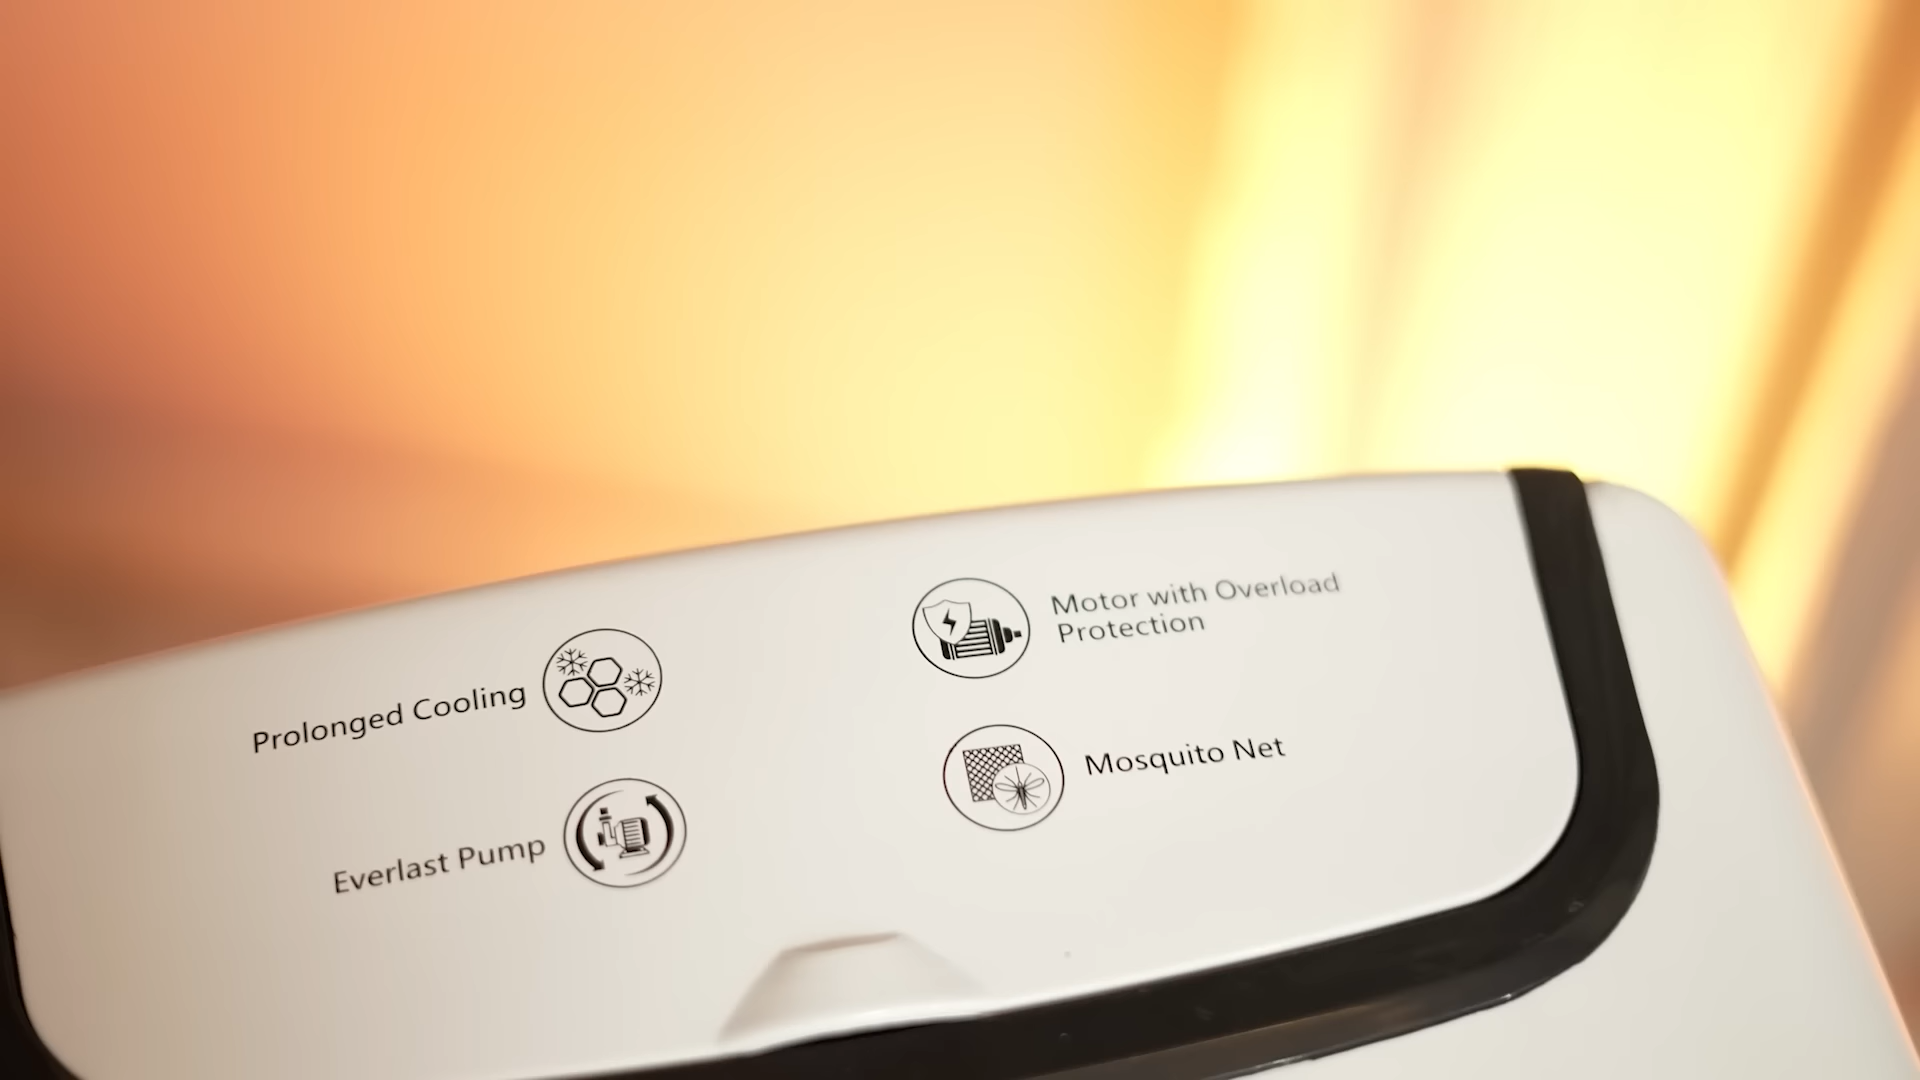 Prolonged Cooling
Motor with Overload
Protection
Everlast Pump
Mosquito Net